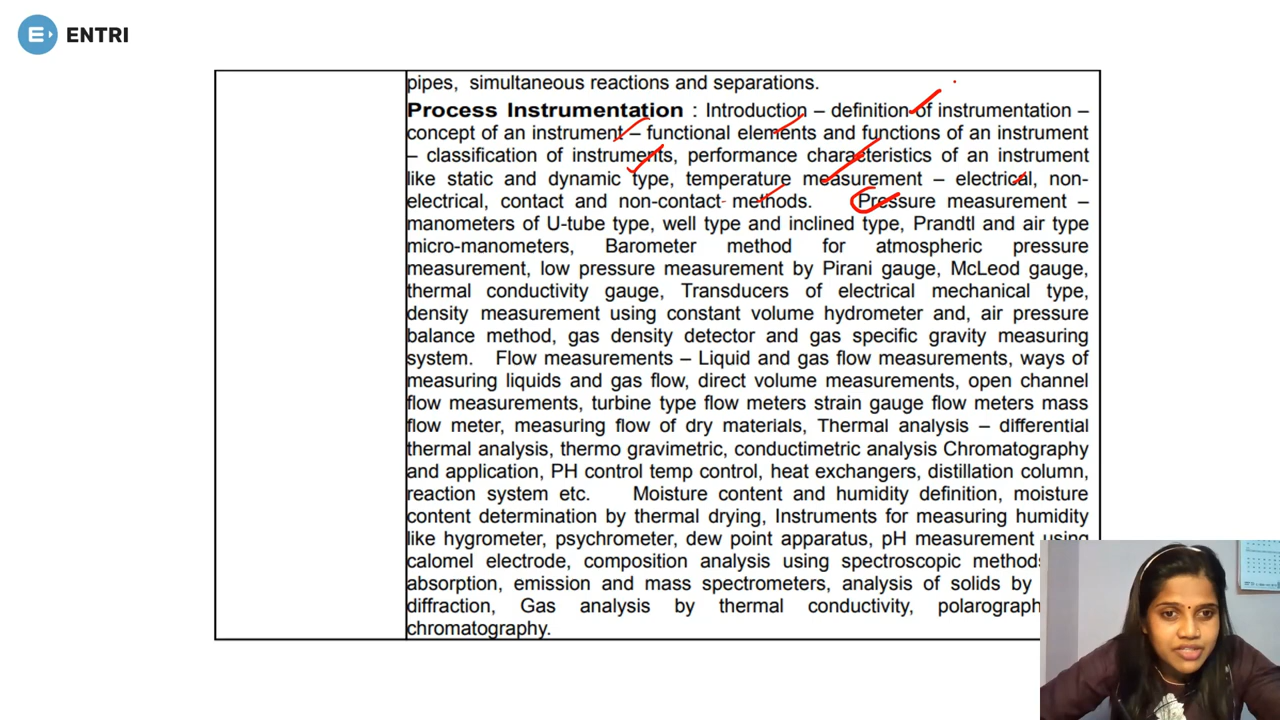 ENTRI
pipes, simultaneous reactions and separations.
Process Instrumentation : Introduction – definition of instrumentation –
concept of an instrument – functional elements and functions of an instrument
– classification of instruments, performance characteristics of an instrument
like static and dynamic type, temperature measurement – electrical, non-
electrical, contact and non-contact methods. Pressure measurement –
manometers of U-tube type, well type and inclined type, Prandtl and air type
micro-manometers, Barometer method for atmospheric pressure
measurement, low pressure measurement by Pirani gauge, McLeod gauge,
thermal conductivity gauge, Transducers of electrical mechanical type,
density measurement using constant volume hydrometer and, air pressure
balance method, gas density detector and gas specific gravity measuring
system. Flow measurements – Liquid and gas flow measurements, ways of
measuring liquids and gas flow, direct volume measurements, open channel
flow measurements, turbine type flow meters strain gauge flow meters mass
flow meter, measuring flow of dry materials, Thermal analysis – differential
thermal analysis, thermo gravimetric, conductimetric analysis Chromatography
and application, PH control temp control, heat exchangers, distillation column,
reaction system etc. Moisture content and humidity definition, moisture
content determination by thermal drying, Instruments for measuring humidity
like hygrometer, psychrometer, dew point apparatus, pH measurement using
calomel electrode, composition analysis using spectroscopic methods
absorption, emission and mass spectrometers, analysis of solids by
diffraction, Gas analysis by thermal conductivity, polarograph
chromatography.